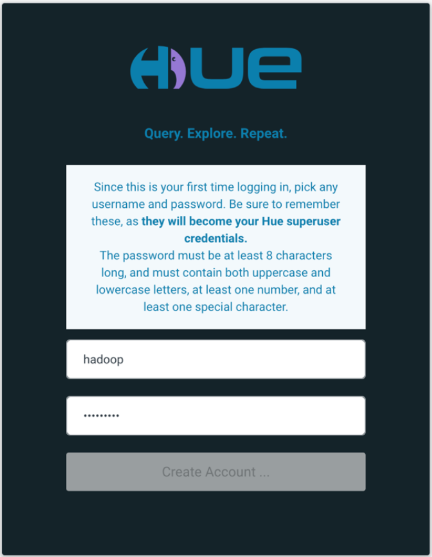 HUE
Query. Explore. Repeat.
Since this is your first time logging in, pick any
username and password. Be sure to remember
these, as they will become your Hue superuser
credentials.
The password must be at least 8 characters
long, and must contain both uppercase and
lowercase letters, at least one number, and at
least one special character.
hadoop
•••••••••
Create Account ...